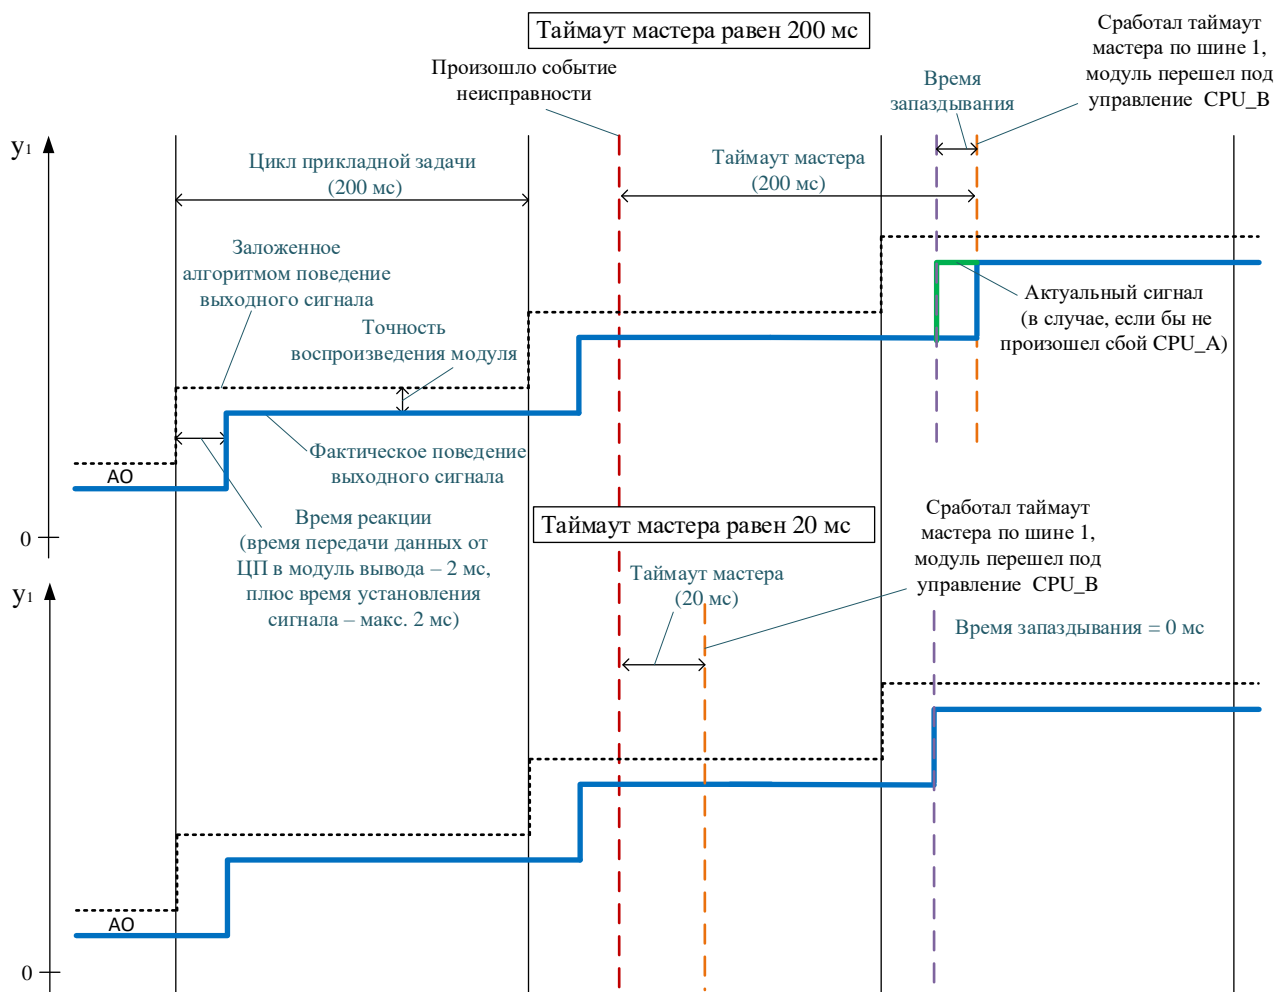 Таймаут мастера равен 200 мс
Сработал таймаут
мастера по шине 1,
модуль перешел под
управление CPU_B
Произошло событие
неисправности
Время
запаздывания
y1
Цикл прикладной задачи
(200 мс)
Таймаут мастера
(200 мс)
Заложенное
алгоритмом поведение
выходного сигнала
Точность
воспроизведения модуля
Актуальный сигнал
(в случае, если бы не
произошел сбой CPU_A)
Фактическое поведение
выходного сигнала
AO
Время реакции
(время передачи данных от
ЦП в модуль вывода – 2 мс,
плюс время установления
сигнала – макс. 2 мс)
0
Таймаут мастера равен 20 мс
Сработал таймаут
мастера по шине 1,
модуль перешел под
управление CPU_B
y1
Таймаут мастера
(20 мс)
Время запаздывания = 0 мс
AO
0